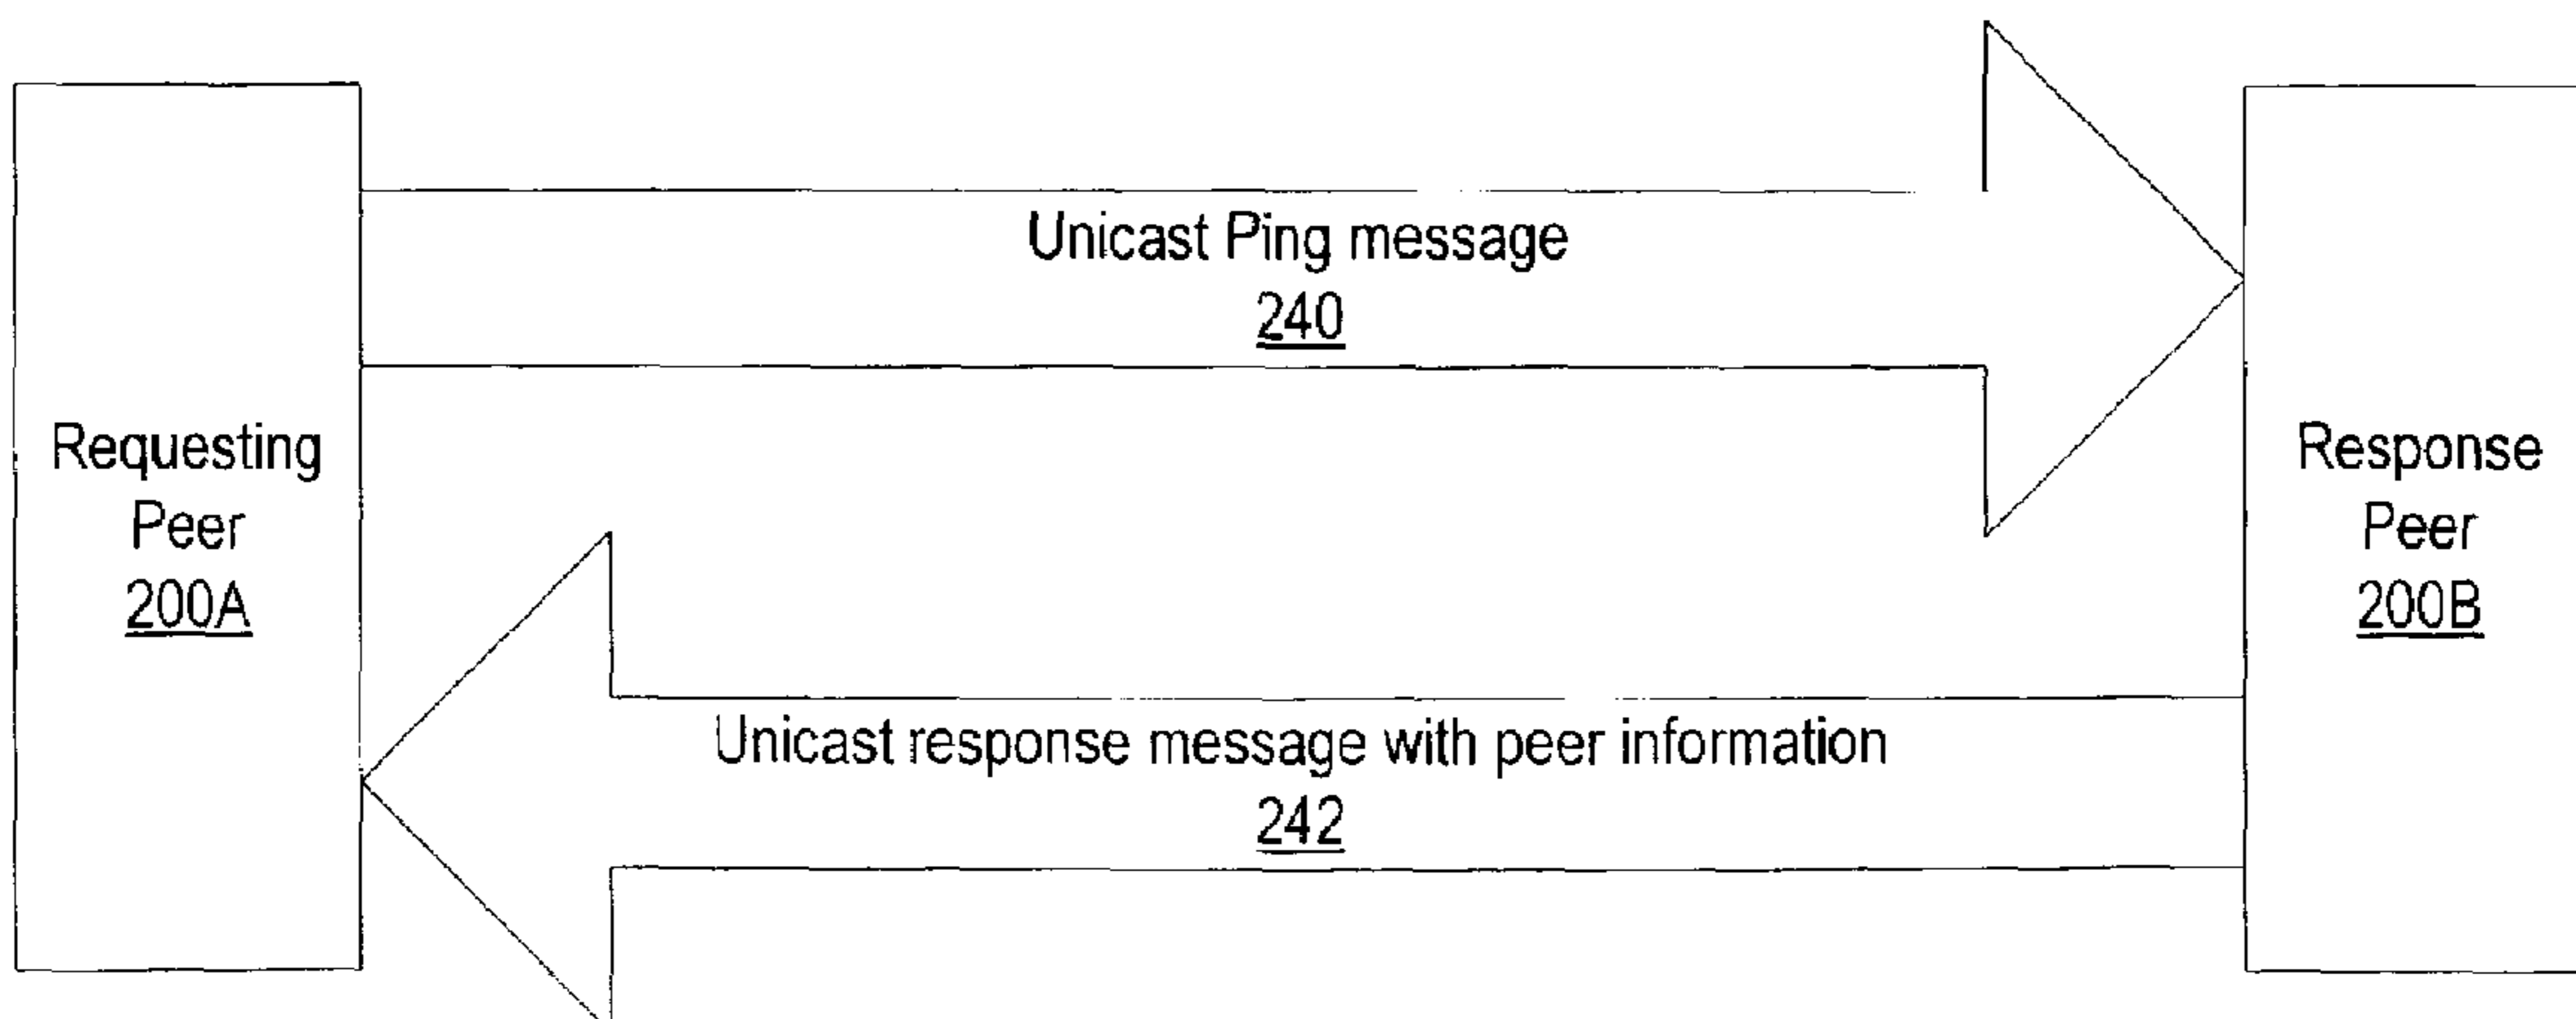 Unicast Ping message
240
Requesting
Peer
200A
Response
Peer
200B
Unicast response message with peer information
242